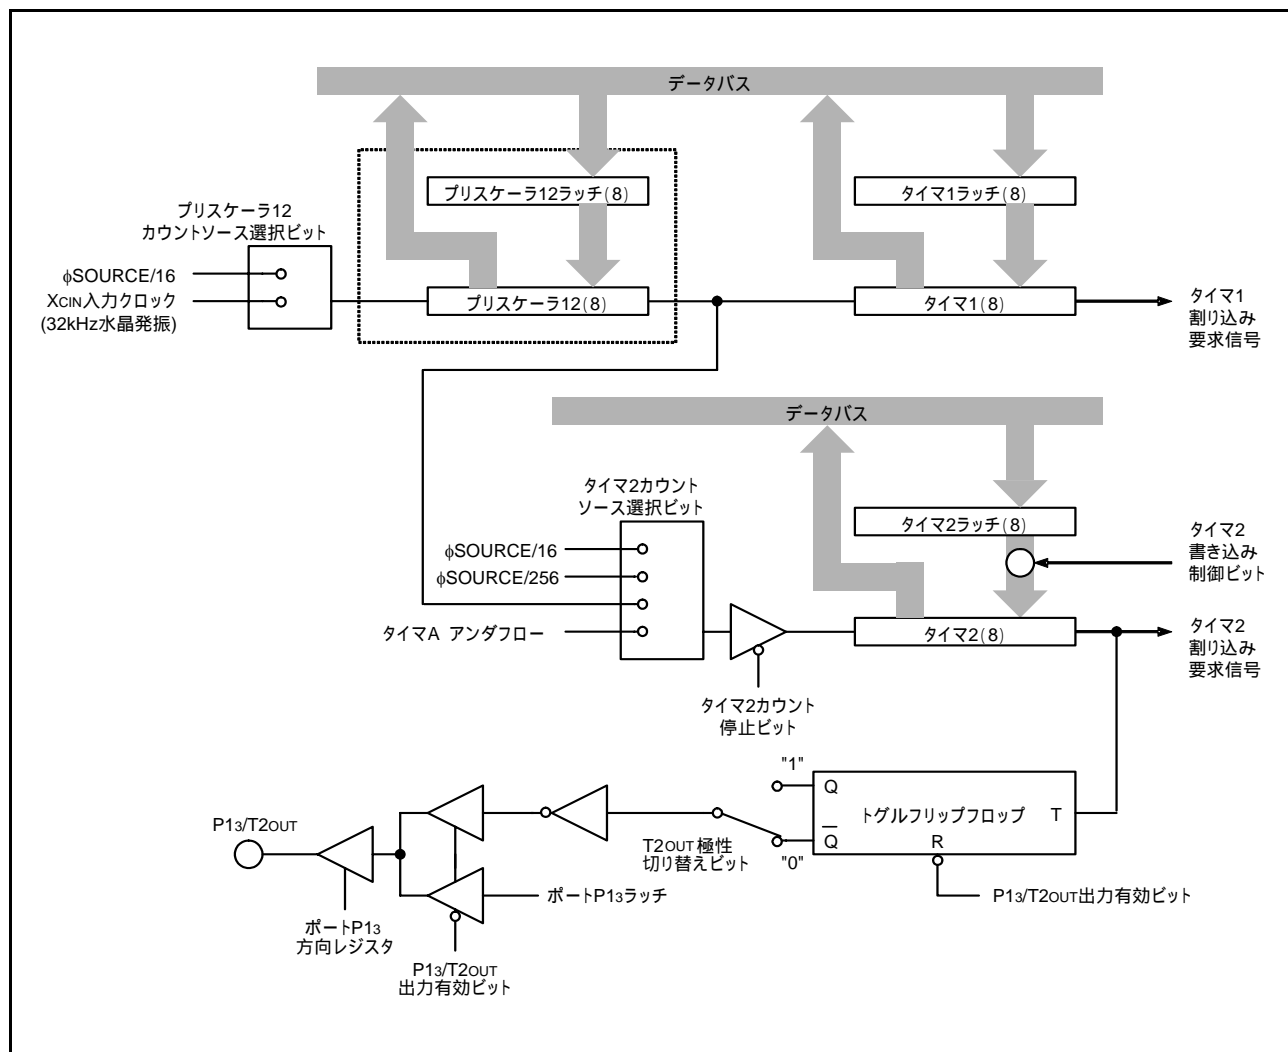 データバス
プリスケーラ12ラッチ(8)
タイマ1ラッチ(8)
プリスケーラ12
カウントソース選択ビット
φSOURCE/16
XCIN入力クロック
(32kHz水晶発振)
プリスケーラ12(8)
タイマ1(8)
タイマ1
割り込み
要求信号
データバス
タイマ2カウント
ソース選択ビット
タイマ2ラッチ(8)
タイマ2
書き込み
制御ビット
φSOURCE/16
φSOURCE/256
タイマA アンダフロー
タイマ2(8)
タイマ2
割り込み
要求信号
タイマ2カウント
停止ビット
"1"
Q
トグルフリップフロップ
T
Q
R
"0"
T2OUT 極性
切り替えビット
P13/T2OUT
P13/T2OUT出力有効ビット
ポートP13ラッチ
ポートP13
方向レジスタ
P13/T2OUT
出力有効ビット